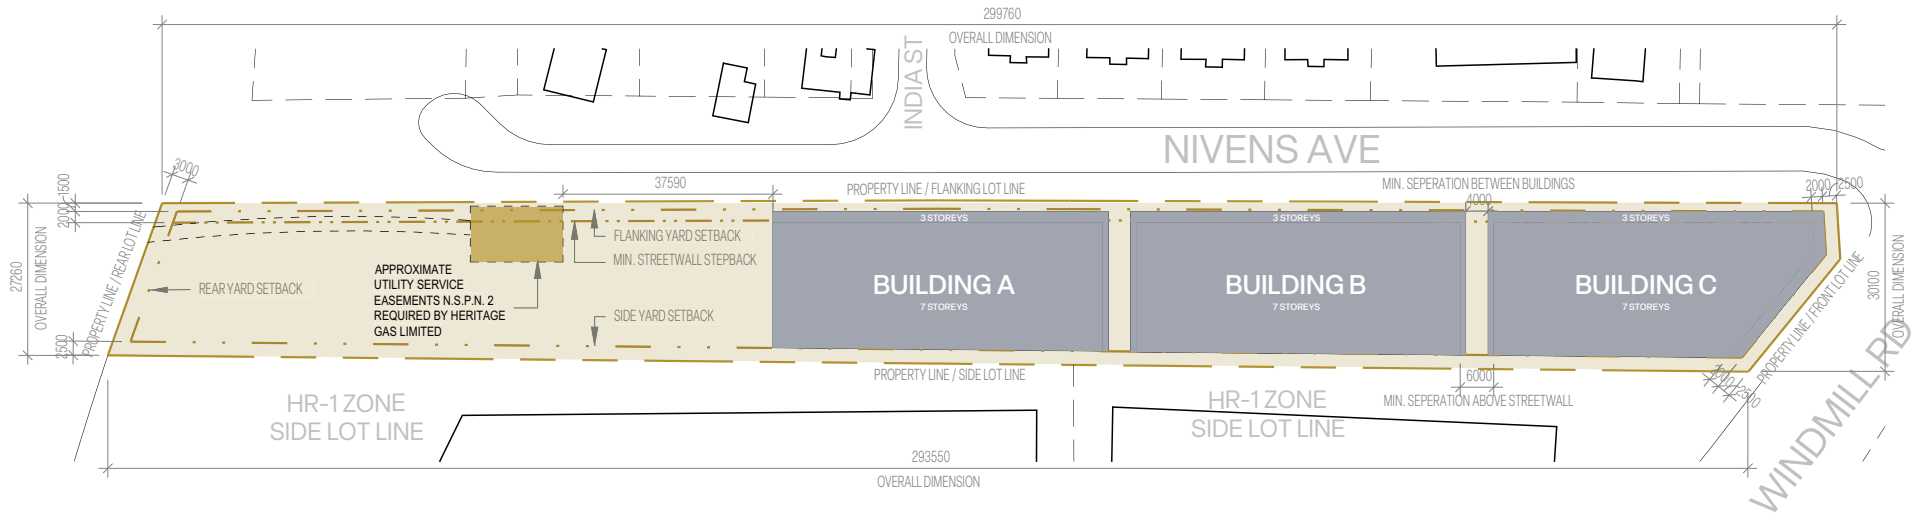 299760
OVERALL DIMENSION
INDIA ST
NIVENS AVE
3000
1500
2000
37590
PROPERTY LINE / FLANKING LOT LINE
MIN. SEPERATION BETWEEN BUILDINGS
4000
2000
2500
27260
OVERALL DIMENSION
PROPERTY LINE / REAR LOT LINE
2500
REAR YARD SETBACK
APPROXIMATE
UTILITY SERVICE
EASEMENTS N.S.P.N. 2
REQUIRED BY HERITAGE
GAS LIMITED
FLANKING YARD SETBACK
MIN. STREETWALL STEPBACK
SIDE YARD SETBACK
3 STOREYS
BUILDING A
7 STOREYS
3 STOREYS
BUILDING B
7 STOREYS
3 STOREYS
BUILDING C
7 STOREYS
30100
OVERALL DIMENSION
PROPERTY LINE / FRONT LOT LINE
WINDMILL RD
PROPERTY LINE / SIDE LOT LINE
6000
MIN. SEPERATION ABOVE STREETWALL
2500
HR-1 ZONE
SIDE LOT LINE
HR-1 ZONE
SIDE LOT LINE
293550
OVERALL DIMENSION